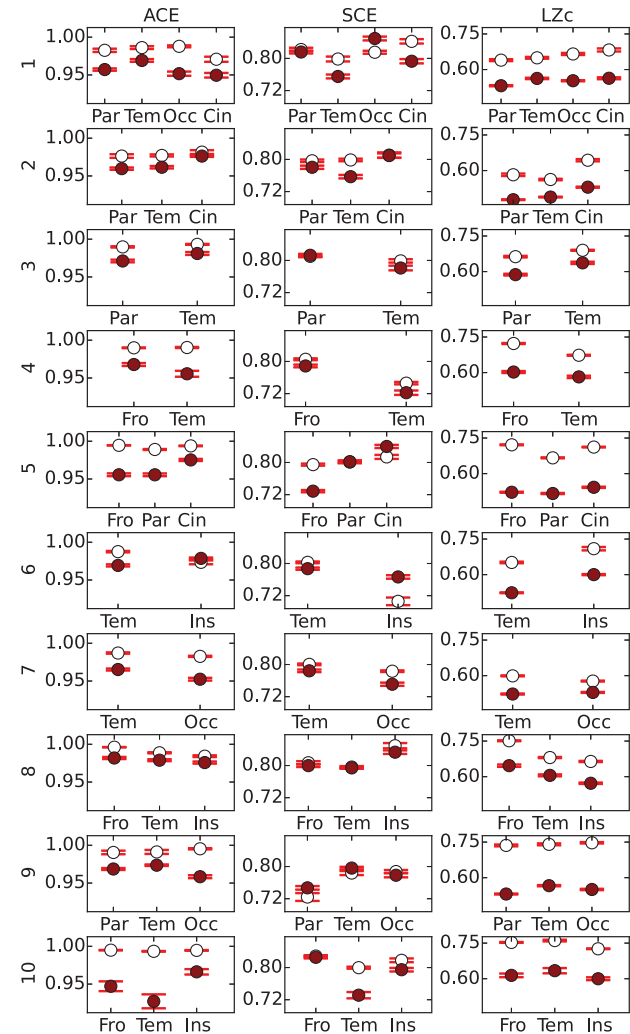 ACE SCE LZc
1 1.00 0.95 0.80 0.72 0.75 0.60
Par Tem Occ Cin Par Tem Occ Cin Par Tem Occ Cin
2 1.00 0.95 0.80 0.72 0.75 0.60
Par Tem Cin Par Tem Cin Par Tem Cin
3 1.00 0.95 0.80 0.72 0.75 0.60
Par Tem Par Tem Par Tem
4 1.00 0.95 0.80 0.72 0.75 0.60
Fro Tem Fro Tem Fro Tem
5 1.00 0.95 0.80 0.72 0.75 0.60
Fro Par Cin Fro Par Cin Fro Par Cin
6 1.00 0.95 0.80 0.72 0.75 0.60
Tem Ins Tem Ins Tem Ins
7 1.00 0.95 0.80 0.72 0.75 0.60
Tem Occ Tem Occ Tem Occ
8 1.00 0.95 0.80 0.72 0.75 0.60
Fro Tem Ins Fro Tem Ins Fro Tem Ins
9 1.00 0.95 0.80 0.72 0.75 0.60
Par Tem Occ Par Tem Occ Par Tem Occ
10 1.00 0.95 0.80 0.72 0.75 0.60
Fro Tem Ins Fro Tem Ins Fro Tem Ins